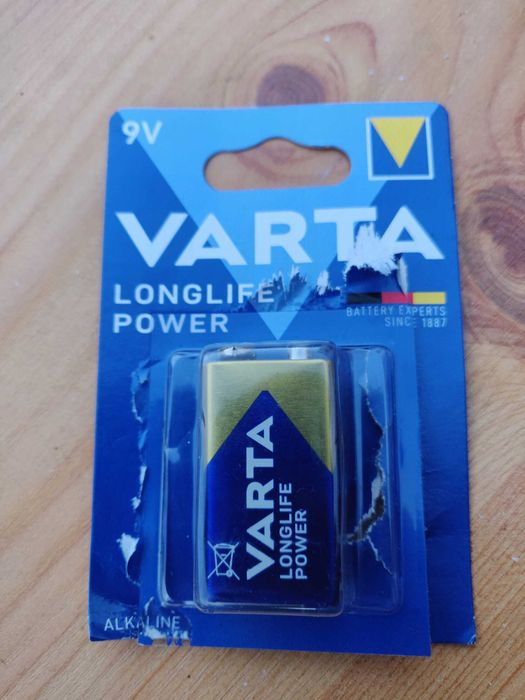 9V
VARTA
LONGLIFE
POWER
BATTERY EXPERTS
SINCE 1887
VARTA
LONGLIFE
POWER
ALKALINE